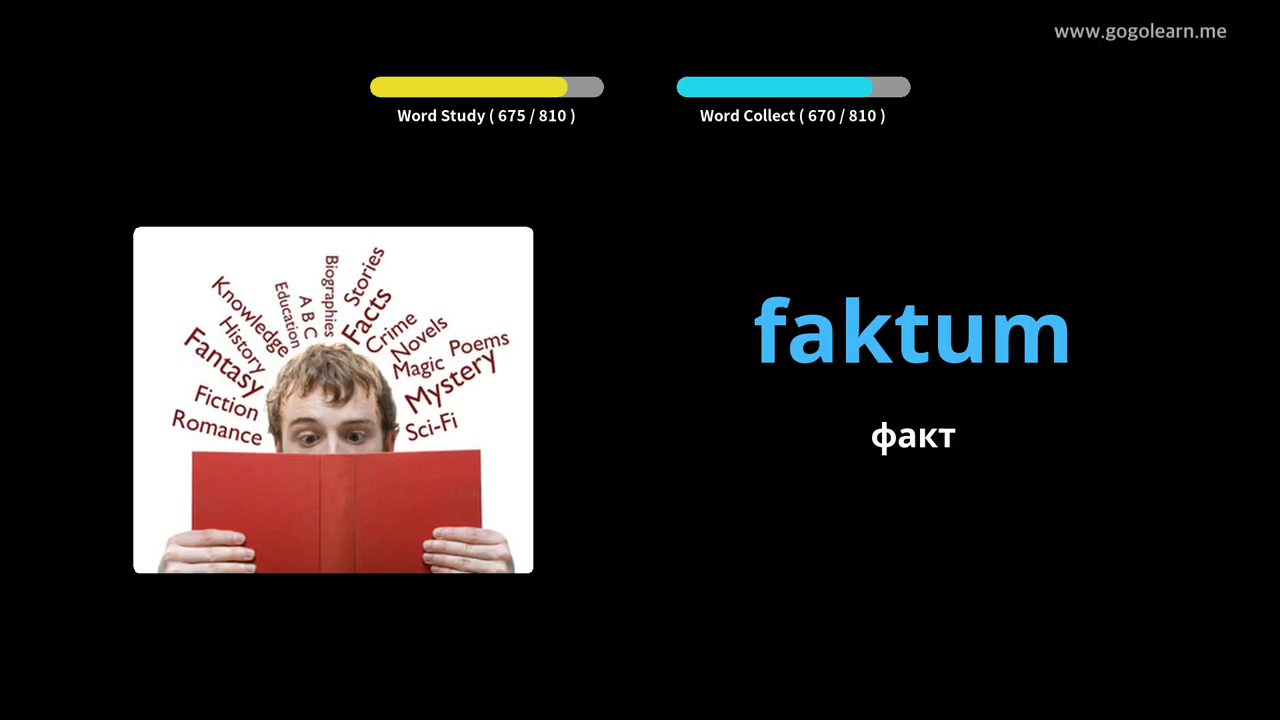 www.gogolearn.me
Word Study ( 675 / 810 )
Word Collect ( 670 / 810 )
Knowledge
History
Fantasy
Fiction
Romance
Education
A B C
Biographies
Stories
Facts
Crime
Novels
Magic
Poems
Mystery
Sci-Fi
faktum
факт